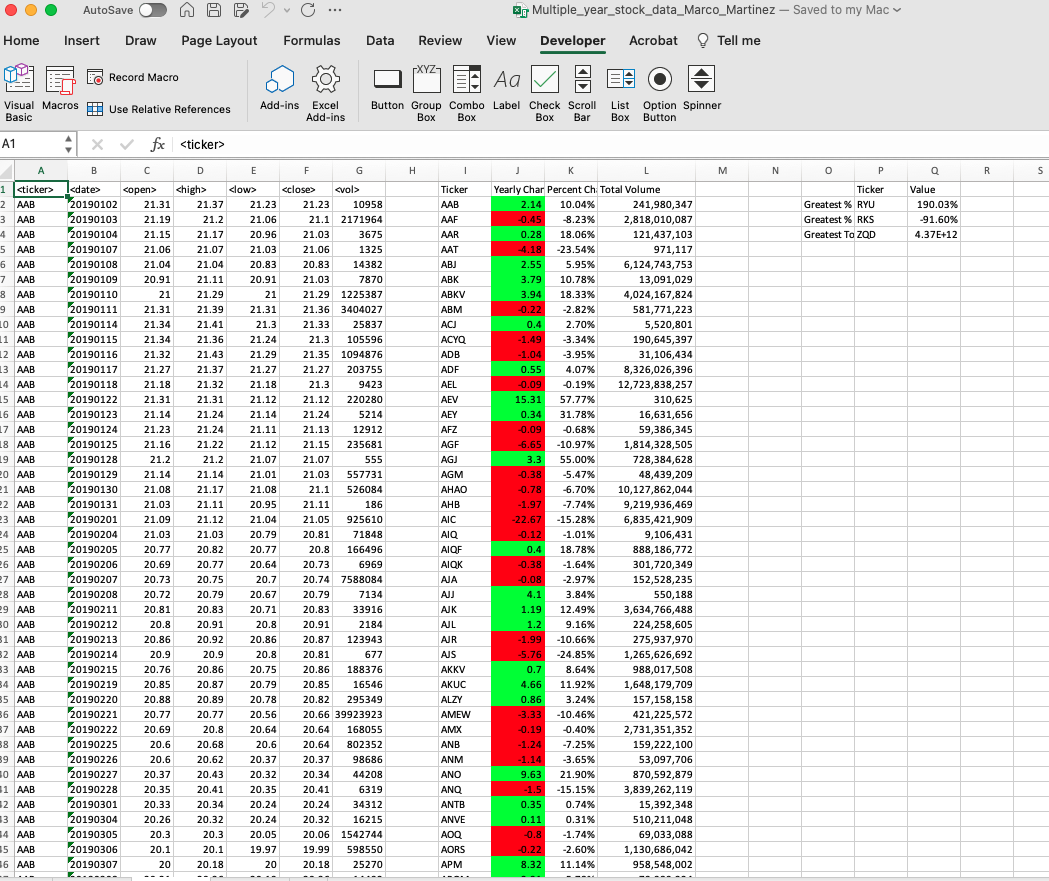 AutoSave
Multiple_year_stock_data_Marco_Martinez — Saved to my Mac
Home Insert Draw Page Layout Formulas Data Review View Developer Acrobat Tell me
Visual Basic Macros Record Macro Use Relative References Add-ins Excel Add-ins Button XYZ Group Box Combo Box Aa Label Check Box Scroll Bar List Box Option Button Spinner
A1 fx <ticker>
A B C D E F G H I J K L M N O P Q R S
1 <ticker> <date> <open> <high> <low> <close> <vol> Ticker Yearly Char Percent Ch Total Volume Ticker Value
2 AAB 20190102 21.31 21.37 21.23 21.23 10958 AAB 2.14 10.04% 241,980,347 Greatest % RYU 190.03%
3 AAB 20190103 21.19 21.2 21.06 21.1 2171964 AAF -0.45 -8.23% 2,818,010,087 Greatest % RKS -91.60%
4 AAB 20190104 21.15 21.17 20.96 21.03 3675 AAR 0.28 18.06% 121,437,103 Greatest To ZQD 4.37E+12
5 AAB 20190107 21.06 21.07 21.03 21.06 1325 AAT -4.18 -23.54% 971,117
6 AAB 20190108 21.04 21.04 20.83 20.83 14382 ABJ 2.55 5.95% 6,124,743,753
7 AAB 20190109 20.91 21.11 20.91 21.03 7870 ABK 3.79 10.78% 13,091,029
8 AAB 20190110 21 21.29 21 21.29 1225387 ABKV 3.94 18.33% 4,024,167,824
9 AAB 20190111 21.31 21.39 21.31 21.36 3404027 ABM -0.22 -2.82% 581,771,223
10 AAB 20190114 21.34 21.41 21.3 21.33 25837 ACJ 0.4 2.70% 5,520,801
11 AAB 20190115 21.34 21.36 21.24 21.3 105596 ACYQ -1.49 -3.34% 190,645,397
12 AAB 20190116 21.32 21.43 21.29 21.35 1094876 ADB -1.04 -3.95% 31,106,434
13 AAB 20190117 21.27 21.37 21.27 21.27 203755 ADF 0.55 4.07% 8,326,026,396
14 AAB 20190118 21.18 21.32 21.18 21.3 9423 AEL -0.09 -0.19% 12,723,838,257
15 AAB 20190122 21.31 21.31 21.12 21.12 220280 AEV 15.31 57.77% 310,625
16 AAB 20190123 21.14 21.24 21.14 21.24 5214 AEY 0.34 31.78% 16,631,656
17 AAB 20190124 21.23 21.24 21.11 21.13 12912 AFZ -0.09 -0.68% 59,386,345
18 AAB 20190125 21.16 21.22 21.12 21.15 235681 AGF -6.65 -10.97% 1,814,328,505
19 AAB 20190128 21.2 21.2 21.07 21.07 555 AGJ 3.3 55.00% 728,384,628
20 AAB 20190129 21.14 21.14 21.01 21.03 557731 AGM -0.38 -5.47% 48,439,209
21 AAB 20190130 21.08 21.17 21.08 21.1 526084 AHAO -0.78 -6.70% 10,127,862,044
22 AAB 20190131 21.03 21.11 20.95 21.11 186 AHB -1.97 -7.74% 9,219,936,469
23 AAB 20190201 21.09 21.12 21.04 21.05 925610 AIC -22.67 -15.28% 6,835,421,909
24 AAB 20190204 21.03 21.03 20.79 20.81 71848 AIQ -0.12 -1.01% 9,106,431
25 AAB 20190205 20.77 20.82 20.77 20.8 166496 AIQF 0.4 18.78% 888,186,772
26 AAB 20190206 20.69 20.77 20.64 20.73 6969 AIQK -0.38 -1.64% 301,720,349
27 AAB 20190207 20.73 20.75 20.7 20.74 7588084 AJA -0.08 -2.97% 152,528,235
28 AAB 20190208 20.72 20.79 20.67 20.79 7134 AJJ 4.1 3.84% 550,188
29 AAB 20190211 20.81 20.83 20.71 20.83 33916 AJK 1.19 12.49% 3,634,766,488
30 AAB 20190212 20.8 20.91 20.8 20.91 2184 AJL 1.2 9.16% 224,258,605
31 AAB 20190213 20.86 20.92 20.86 20.87 123943 AJR -1.99 -10.66% 275,937,970
32 AAB 20190214 20.9 20.9 20.8 20.81 677 AJS -5.76 -24.85% 1,265,626,692
33 AAB 20190215 20.76 20.86 20.75 20.86 188376 AKKV 0.7 8.64% 988,017,508
34 AAB 20190219 20.85 20.87 20.79 20.85 16546 AKUC 4.66 11.92% 1,648,179,709
35 AAB 20190220 20.88 20.89 20.78 20.82 295349 ALZY 0.86 3.24% 157,158,158
36 AAB 20190221 20.77 20.77 20.56 20.66 39923923 AMEW -3.33 -10.46% 421,225,572
37 AAB 20190222 20.69 20.8 20.64 20.64 168055 AMX -0.19 -0.40% 2,731,351,352
38 AAB 20190225 20.6 20.68 20.6 20.64 802352 ANB -1.24 -7.25% 159,222,100
39 AAB 20190226 20.6 20.62 20.37 20.37 98686 ANM -1.14 -3.65% 53,097,706
40 AAB 20190227 20.37 20.43 20.32 20.34 44208 ANO 9.63 21.90% 870,592,879
41 AAB 20190228 20.35 20.41 20.35 20.41 6319 ANQ -1.5 -15.15% 3,839,262,119
42 AAB 20190301 20.33 20.34 20.24 20.24 34312 ANTB 0.35 0.74% 15,392,348
43 AAB 20190304 20.26 20.32 20.24 20.32 16215 ANVE 0.11 0.31% 510,211,048
44 AAB 20190305 20.3 20.3 20.05 20.06 1542744 AOQ -0.8 -1.74% 69,033,088
45 AAB 20190306 20.1 20.1 19.97 19.99 598550 AORS -0.22 -2.60% 1,130,686,042
46 AAB 20190307 20 20.18 20 20.18 25270 APM 8.32 11.14% 958,548,002